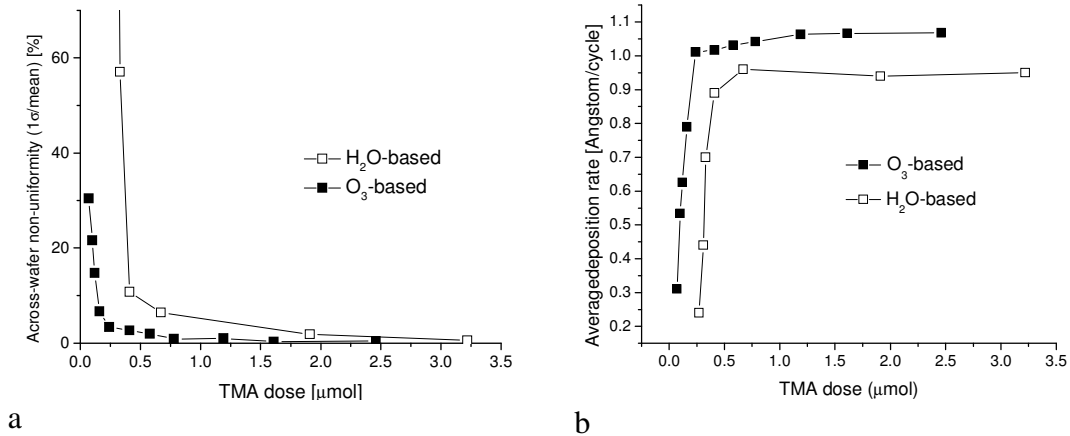 Across-wafer non-uniformity (1σ/mean) [%]
60
40
20
0
H₂O-based
O₃-based
0.0 0.5 1.0 1.5 2.0 2.5 3.0 3.5
TMA dose [μmol]
a
Averagedeposition rate [Angstom/cycle]
1.1
1.0
0.9
0.8
0.7
0.6
0.5
0.4
0.3
0.2
O₃-based
H₂O-based
0.0 0.5 1.0 1.5 2.0 2.5 3.0 3.5
TMA dose (μmol)
b